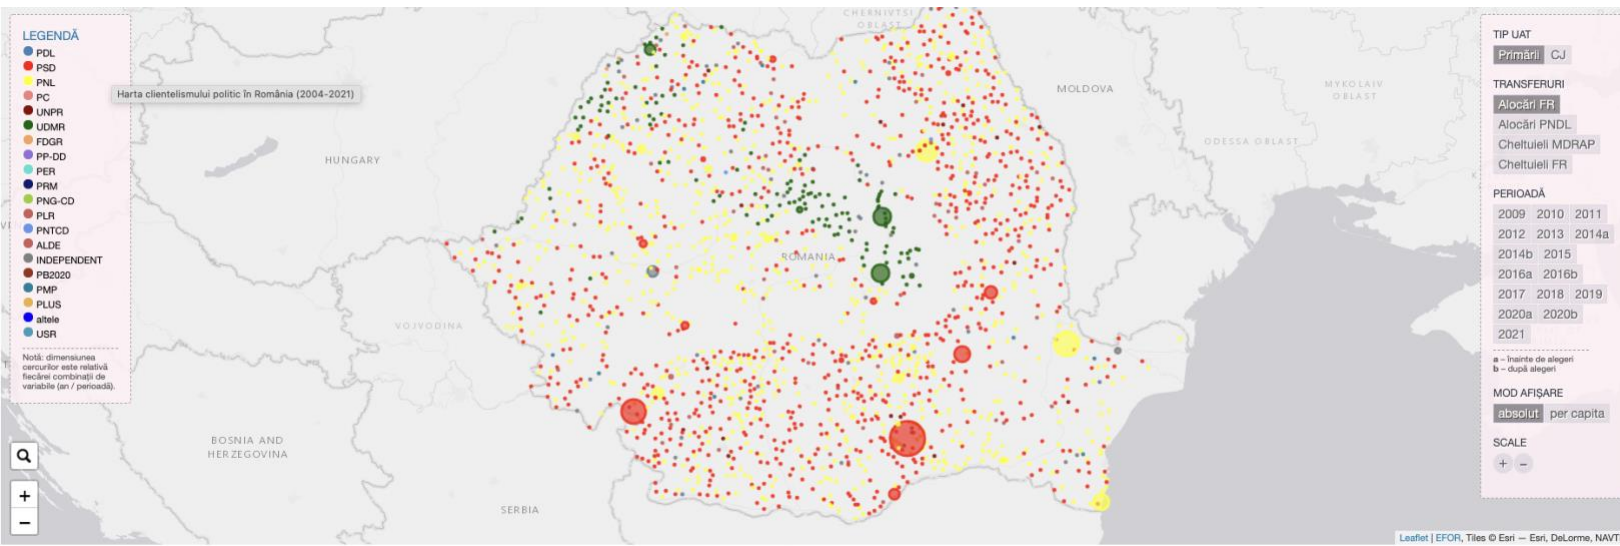 LEGENDĂ
PDL
PSD
PNL
PC
UNPR
UDMR
FDGR
PP-DD
PER
PRM
PNG-CD
PLR
PNTCD
ALDE
INDEPENDENT
PB2020
PMP
PLUS
altele
USR
Notă: dimensiunea
cercurilor este relativă
fiecărei combinații de
variabile (an / perioadă).
Harta clientelismului politic în România (2004-2021)
CHERNIVTSI
OBLAST
MOLDOVA
MYKOLAIV
OBLAST
ODESSA OBLAST
HUNGARY
ROMANIA
VOJVODINA
BOSNIA AND
HERZEGOVINA
SERBIA
+
−
TIP UAT
Primării CJ
TRANSFERURI
Alocări FR
Alocări PNDL
Cheltuieli MDRAP
Cheltuieli FR
PERIOADĂ
2009 2010 2011
2012 2013 2014a
2014b 2015
2016a 2016b
2017 2018 2019
2020a 2020b
2021
a – înainte de alegeri
b – după alegeri
MOD AFIȘARE
absolut per capita
SCALE
+ −
Leaflet | EFOR, Tiles © Esri — Esri, DeLorme, NAVT